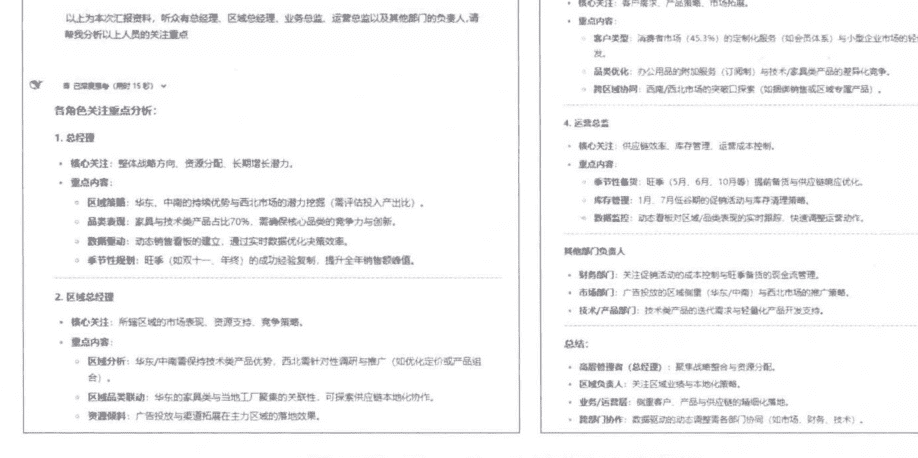 以上为本次汇报资料，听众有总经理、区域总经理、业务总监、运营总监以及其他部门的负责人，请
帮我分析以上人员的关注重点
已深度思考（用时 15 秒）
各角色关注重点分析：
1. 总经理
• 核心关注：整体战略方向、资源分配、长期增长潜力。
• 重点内容：
○ 区域策略：华东、中南的持续优势与西北市场的潜力挖掘（需评估投入产出比）。
○ 品类表现：家具与技术类产品占比70%，需确保核心品类的竞争力与创新。
○ 数据驱动：动态销售看板的建立，通过实时数据优化决策效率。
○ 季节性规划：旺季（如双十一、年终）的成功经验复制，提升全年销售额峰值。
2. 区域总经理
• 核心关注：所辖区域的市场表现、资源支持、竞争策略。
• 重点内容：
○ 区域分析：华东/中南需保持技术类产品优势，西北需针对性调研与推广（如优化定价或产品组
合）。
○ 区域品类联动：华东的家具类与当地工厂聚集的关联性，可探索供应链本地化协作。
○ 资源倾斜：广告投放与渠道拓展在主力区域的落地效果。
• 核心关注：客户需求、产品策略、市场拓展。
• 重点内容：
○ 客户类型：消费者市场（45.3%）的定制化服务（如会员体系）与小型企业市场的轻
发。
○ 品类优化：办公用品的附加服务（订阅制）与技术/家具类产品的差异化竞争。
○ 跨区域协同：西南/西北市场的突破口探索（如捆绑销售或区域专属产品）。
4. 运营总监
• 核心关注：供应链效率、库存管理、运营成本控制。
• 重点内容：
○ 季节性备货：旺季（5月、6月、10月等）提前备货与供应链响应优化。
○ 库存管理：1月、7月低谷期的促销活动与库存清理策略。
○ 数据监控：动态看板对区域/品类表现的实时跟踪，快速调整运营动作。
其他部门负责人
• 财务部门：关注促销活动的成本控制与旺季备货的现金流管理。
• 市场部门：广告投放的区域侧重（华东/中南）与西北市场的推广策略。
• 技术/产品部门：技术类产品的迭代需求与轻量化产品开发支持。
总结：
• 高层管理者（总经理）：聚焦战略整合与资源分配。
• 区域负责人：关注区域业绩与本地化策略。
• 业务/运营层：侧重客户、产品与供应链的精细化落地。
• 跨部门协作：数据驱动的动态调整需各部门协同（如市场、财务、技术）。